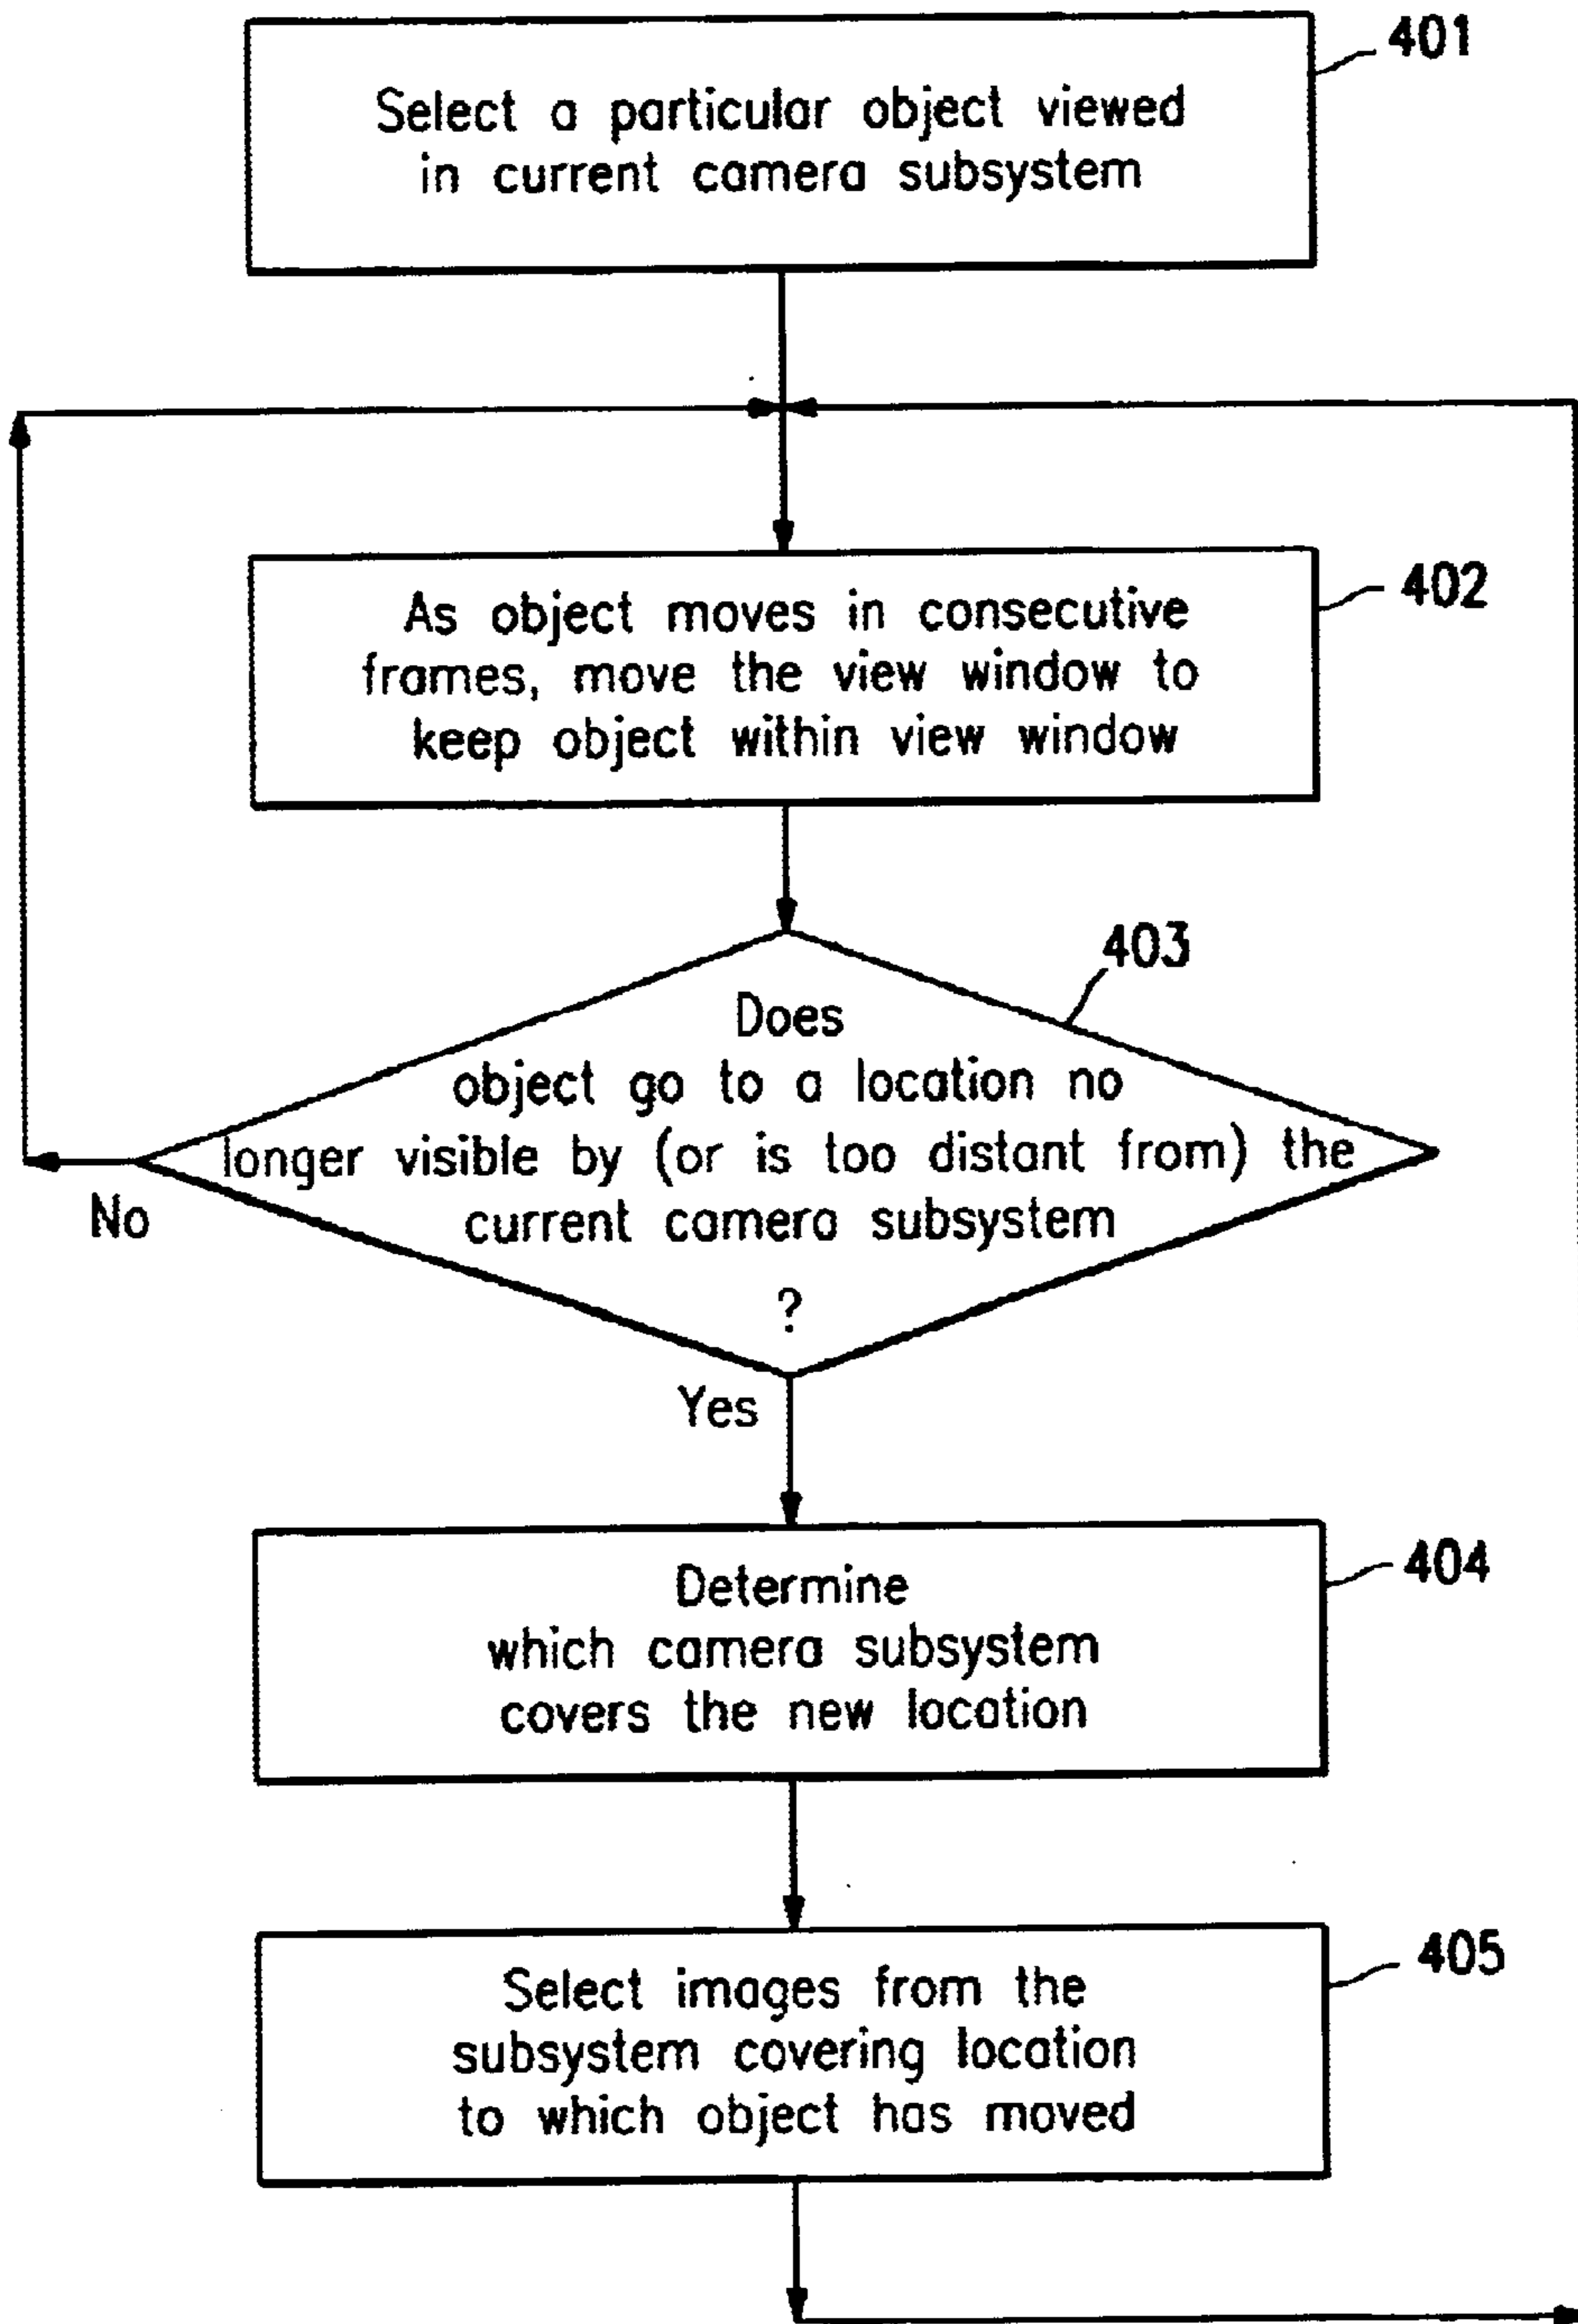 401
Select a particular object viewed
in current camera subsystem
402
As object moves in consecutive
frames, move the view window to
keep object within view window
403
Does
object go to a location no
longer visible by (or is too distant from) the
current camera subsystem
?
No
Yes
404
Determine
which camera subsystem
covers the new location
405
Select images from the
subsystem covering location
to which object has moved